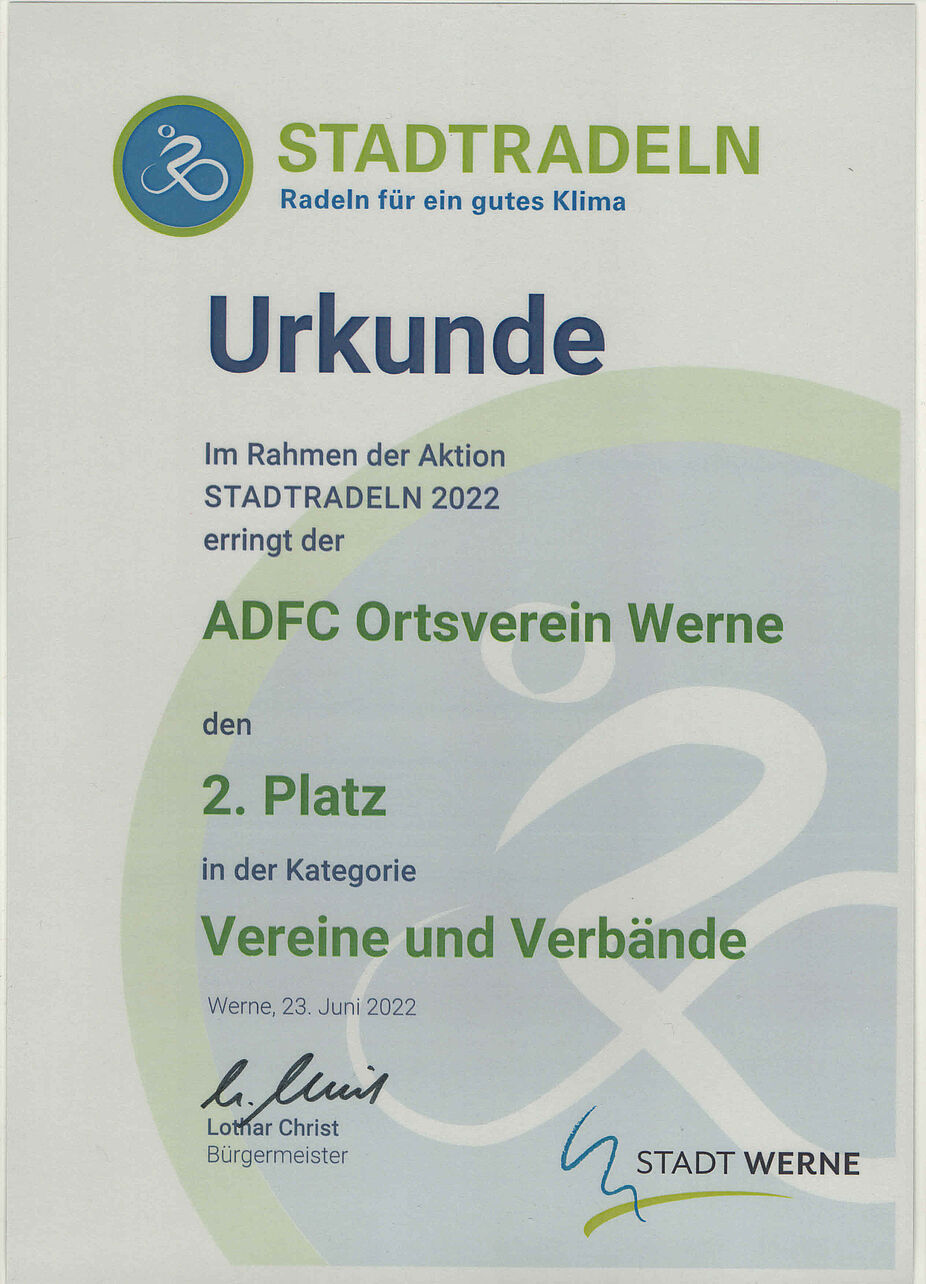 STADTRADELN
Radeln für ein gutes Klima
Urkunde
Im Rahmen der Aktion
STADTRADELN 2022
erringt der
ADFC Ortsverein Werne
den
2. Platz
in der Kategorie
Vereine und Verbände
Werne, 23. Juni 2022
Lothar Christ
Bürgermeister
STADT WERNE